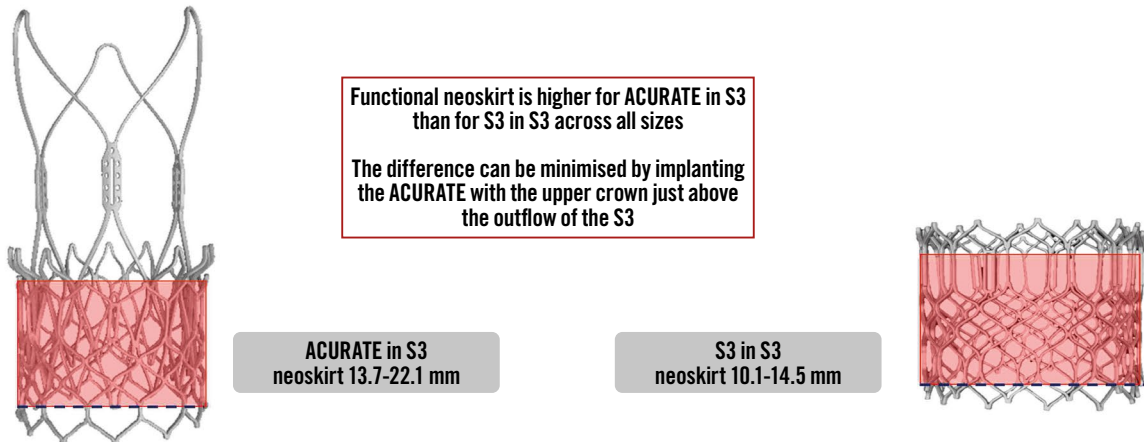 Functional neoskirt is higher for ACURATE in S3
than for S3 in S3 across all sizes
The difference can be minimised by implanting
the ACURATE with the upper crown just above
the outflow of the S3
ACURATE in S3
neoskirt 13.7-22.1 mm
S3 in S3
neoskirt 10.1-14.5 mm